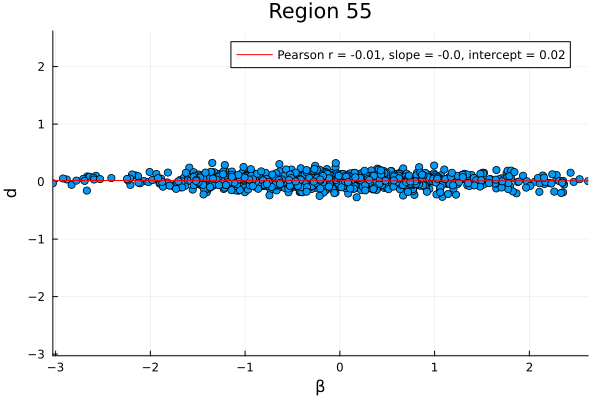 Region 55
Pearson r = -0.01, slope = -0.0, intercept = 0.02
2
1
0
−1
−2
−3
d
−3 −2 −1 0 1 2
β